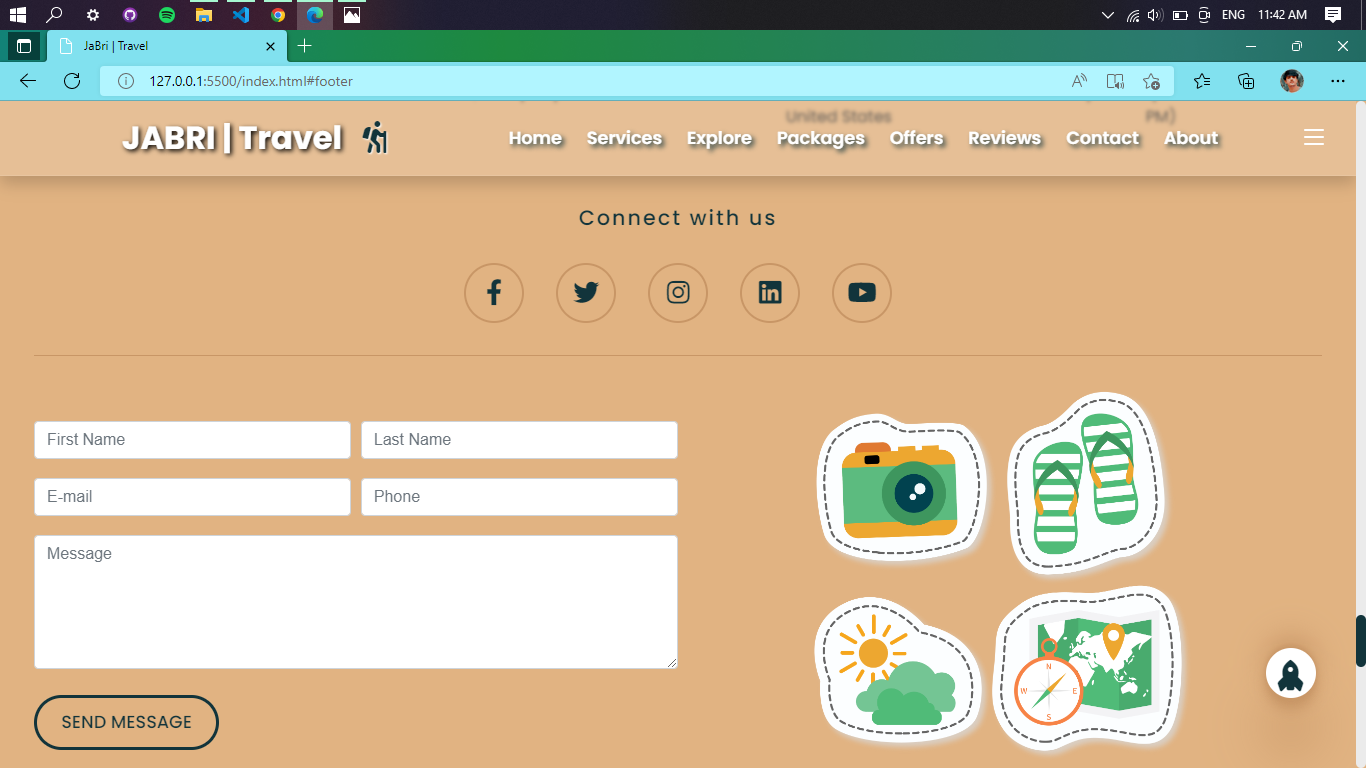 ENG 11:42 AM
JaBri | Travel
127.0.0.1:5500/index.html#footer
United States
PM)
JABRI | Travel Home Services Explore Packages Offers Reviews Contact About
Connect with us
First Name Last Name
E-mail Phone
Message
SEND MESSAGE
N
W E
S